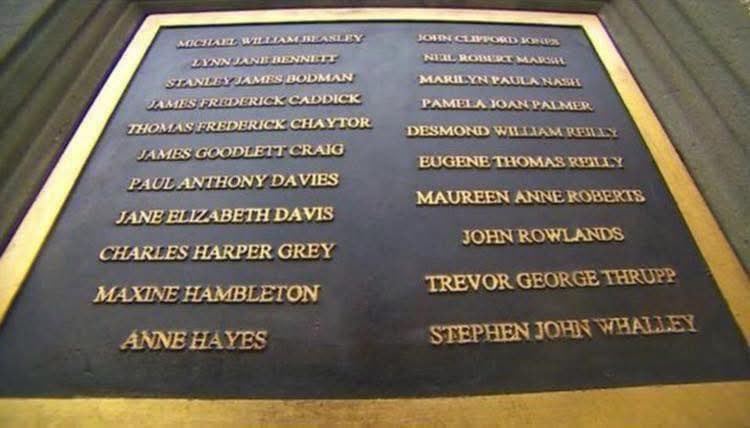 MICHAEL WILLIAM BEASLEY
LYNN JANE BENNETT
STANLEY JAMES BODMAN
JAMES FREDERICK CADDICK
THOMAS FREDERICK CHAYTOR
JAMES GOODLETT CRAIG
PAUL ANTHONY DAVIES
JANE ELIZABETH DAVIS
CHARLES HARPER GREY
MAXINE HAMBLETON
ANNE HAYES
JOHN CLIFFORD JONES
NEIL ROBERT MARSH
MARILYN PAULA NASH
PAMELA JOAN PALMER
DESMOND WILLIAM REILLY
EUGENE THOMAS REILLY
MAUREEN ANNE ROBERTS
JOHN ROWLANDS
TREVOR GEORGE THRUPP
STEPHEN JOHN WHALLEY